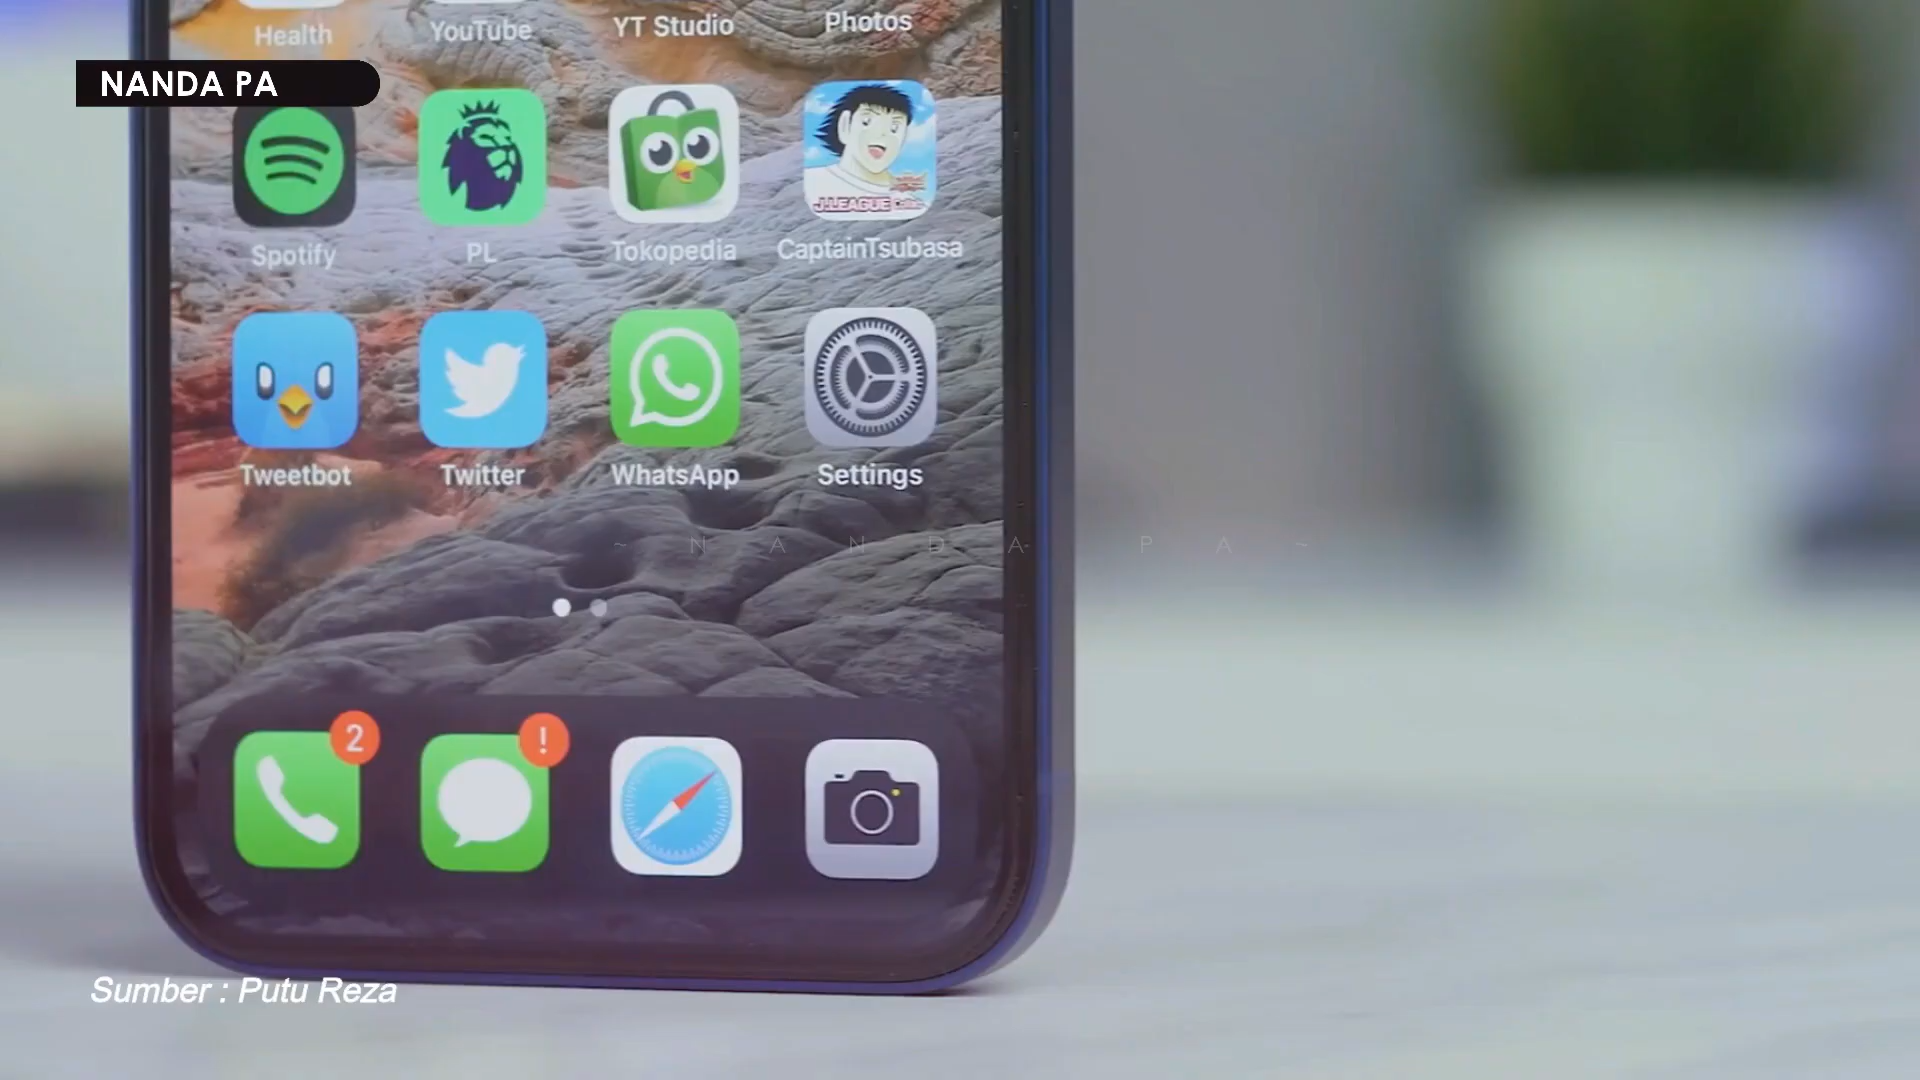 Health YouTube YT Studio Photos
NANDA PA
J.LEAGUE
Spotify PL Tokopedia CaptainTsubasa
Tweetbot Twitter WhatsApp Settings
~ N A N D A P A ~
2 !
Sumber : Putu Reza